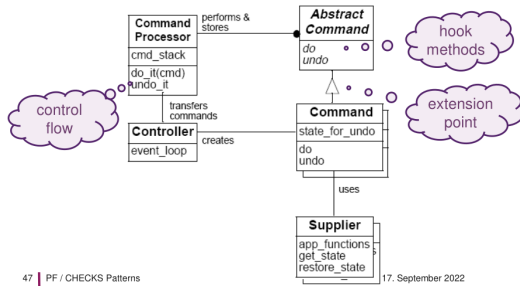 Command
Processor
cmd_stack
do_it(cmd)
undo_it
performs &
stores
Abstract
Command
do
undo
hook
methods
control
flow
transfers
commands
Controller
event_loop
creates
Command
state_for_undo
do
undo
extension
point
uses
Supplier
app_functions
get_state
restore_state
47 PF / CHECKS Patterns
17. September 2022